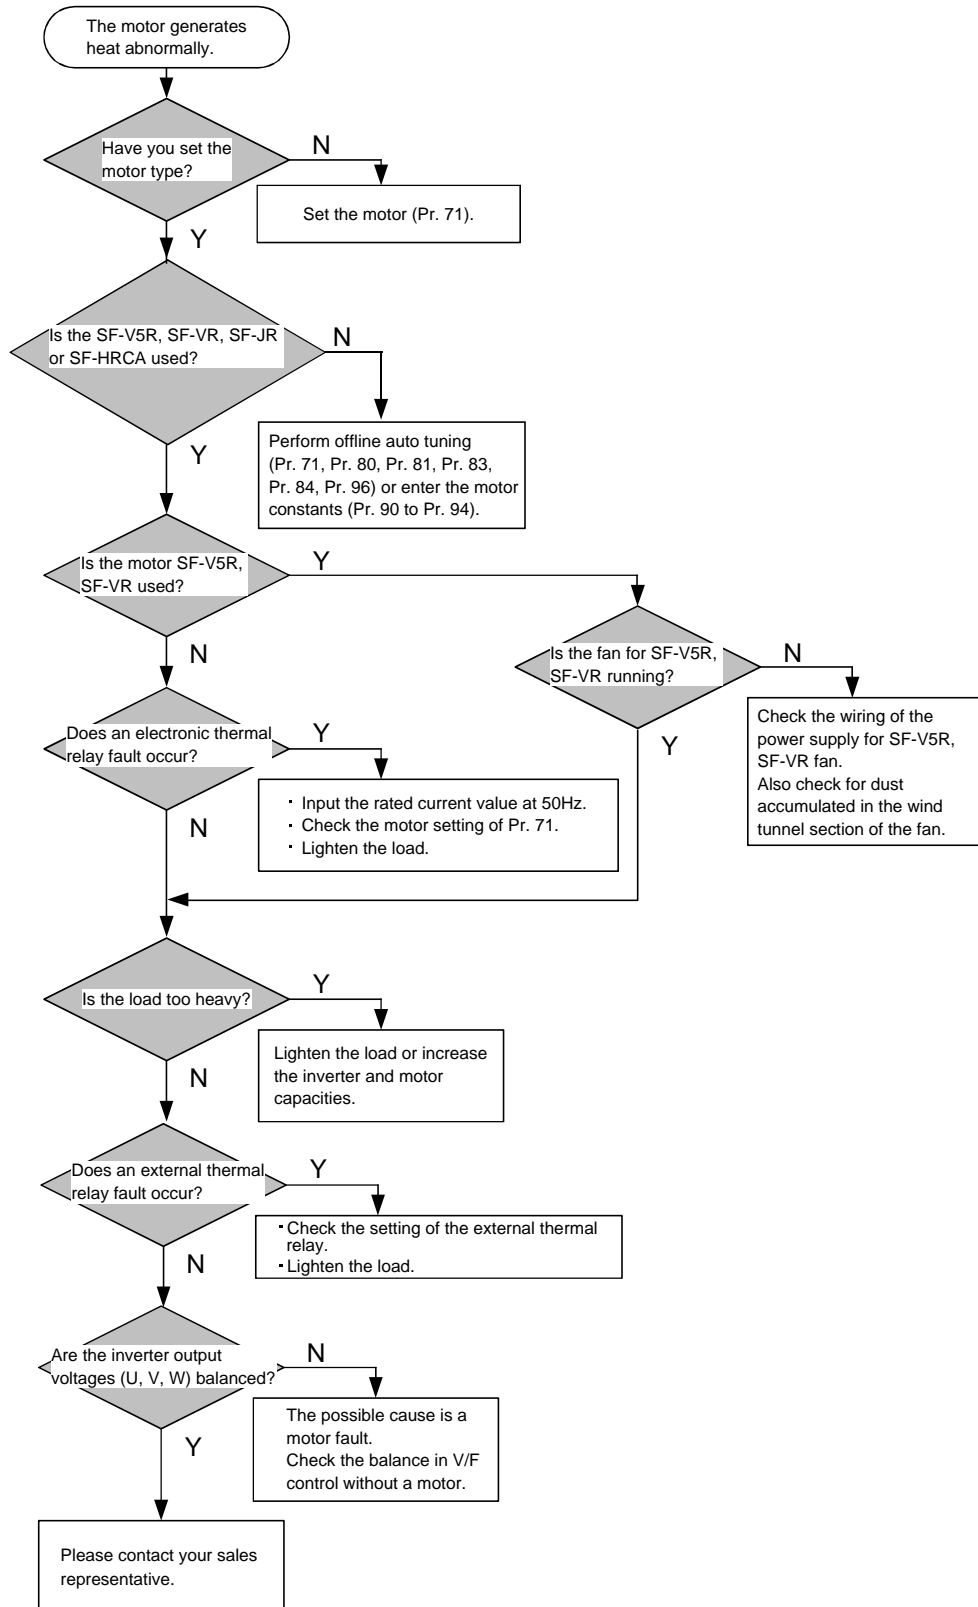 The motor generates
heat abnormally.
Have you set the
motor type?
N
Set the motor (Pr. 71).
Y
Is the SF-V5R, SF-VR, SF-JR
or SF-HRCA used?
N
Perform offline auto tuning
(Pr. 71, Pr. 80, Pr. 81, Pr. 83,
Pr. 84, Pr. 96) or enter the motor
constants (Pr. 90 to Pr. 94).
Y
Is the motor SF-V5R,
SF-VR used?
Y
N
Is the fan for SF-V5R,
SF-VR running?
N
Check the wiring of the
power supply for SF-V5R,
SF-VR fan.
Also check for dust
accumulated in the wind
tunnel section of the fan.
Y
Does an electronic thermal
relay fault occur?
Y
· Input the rated current value at 50Hz.
· Check the motor setting of Pr. 71.
· Lighten the load.
N
Is the load too heavy?
Y
Lighten the load or increase
the inverter and motor
capacities.
N
Does an external thermal
relay fault occur?
Y
· Check the setting of the external thermal
relay.
· Lighten the load.
N
Are the inverter output
voltages (U, V, W) balanced?
N
The possible cause is a
motor fault.
Check the balance in V/F
control without a motor.
Y
Please contact your sales
representative.